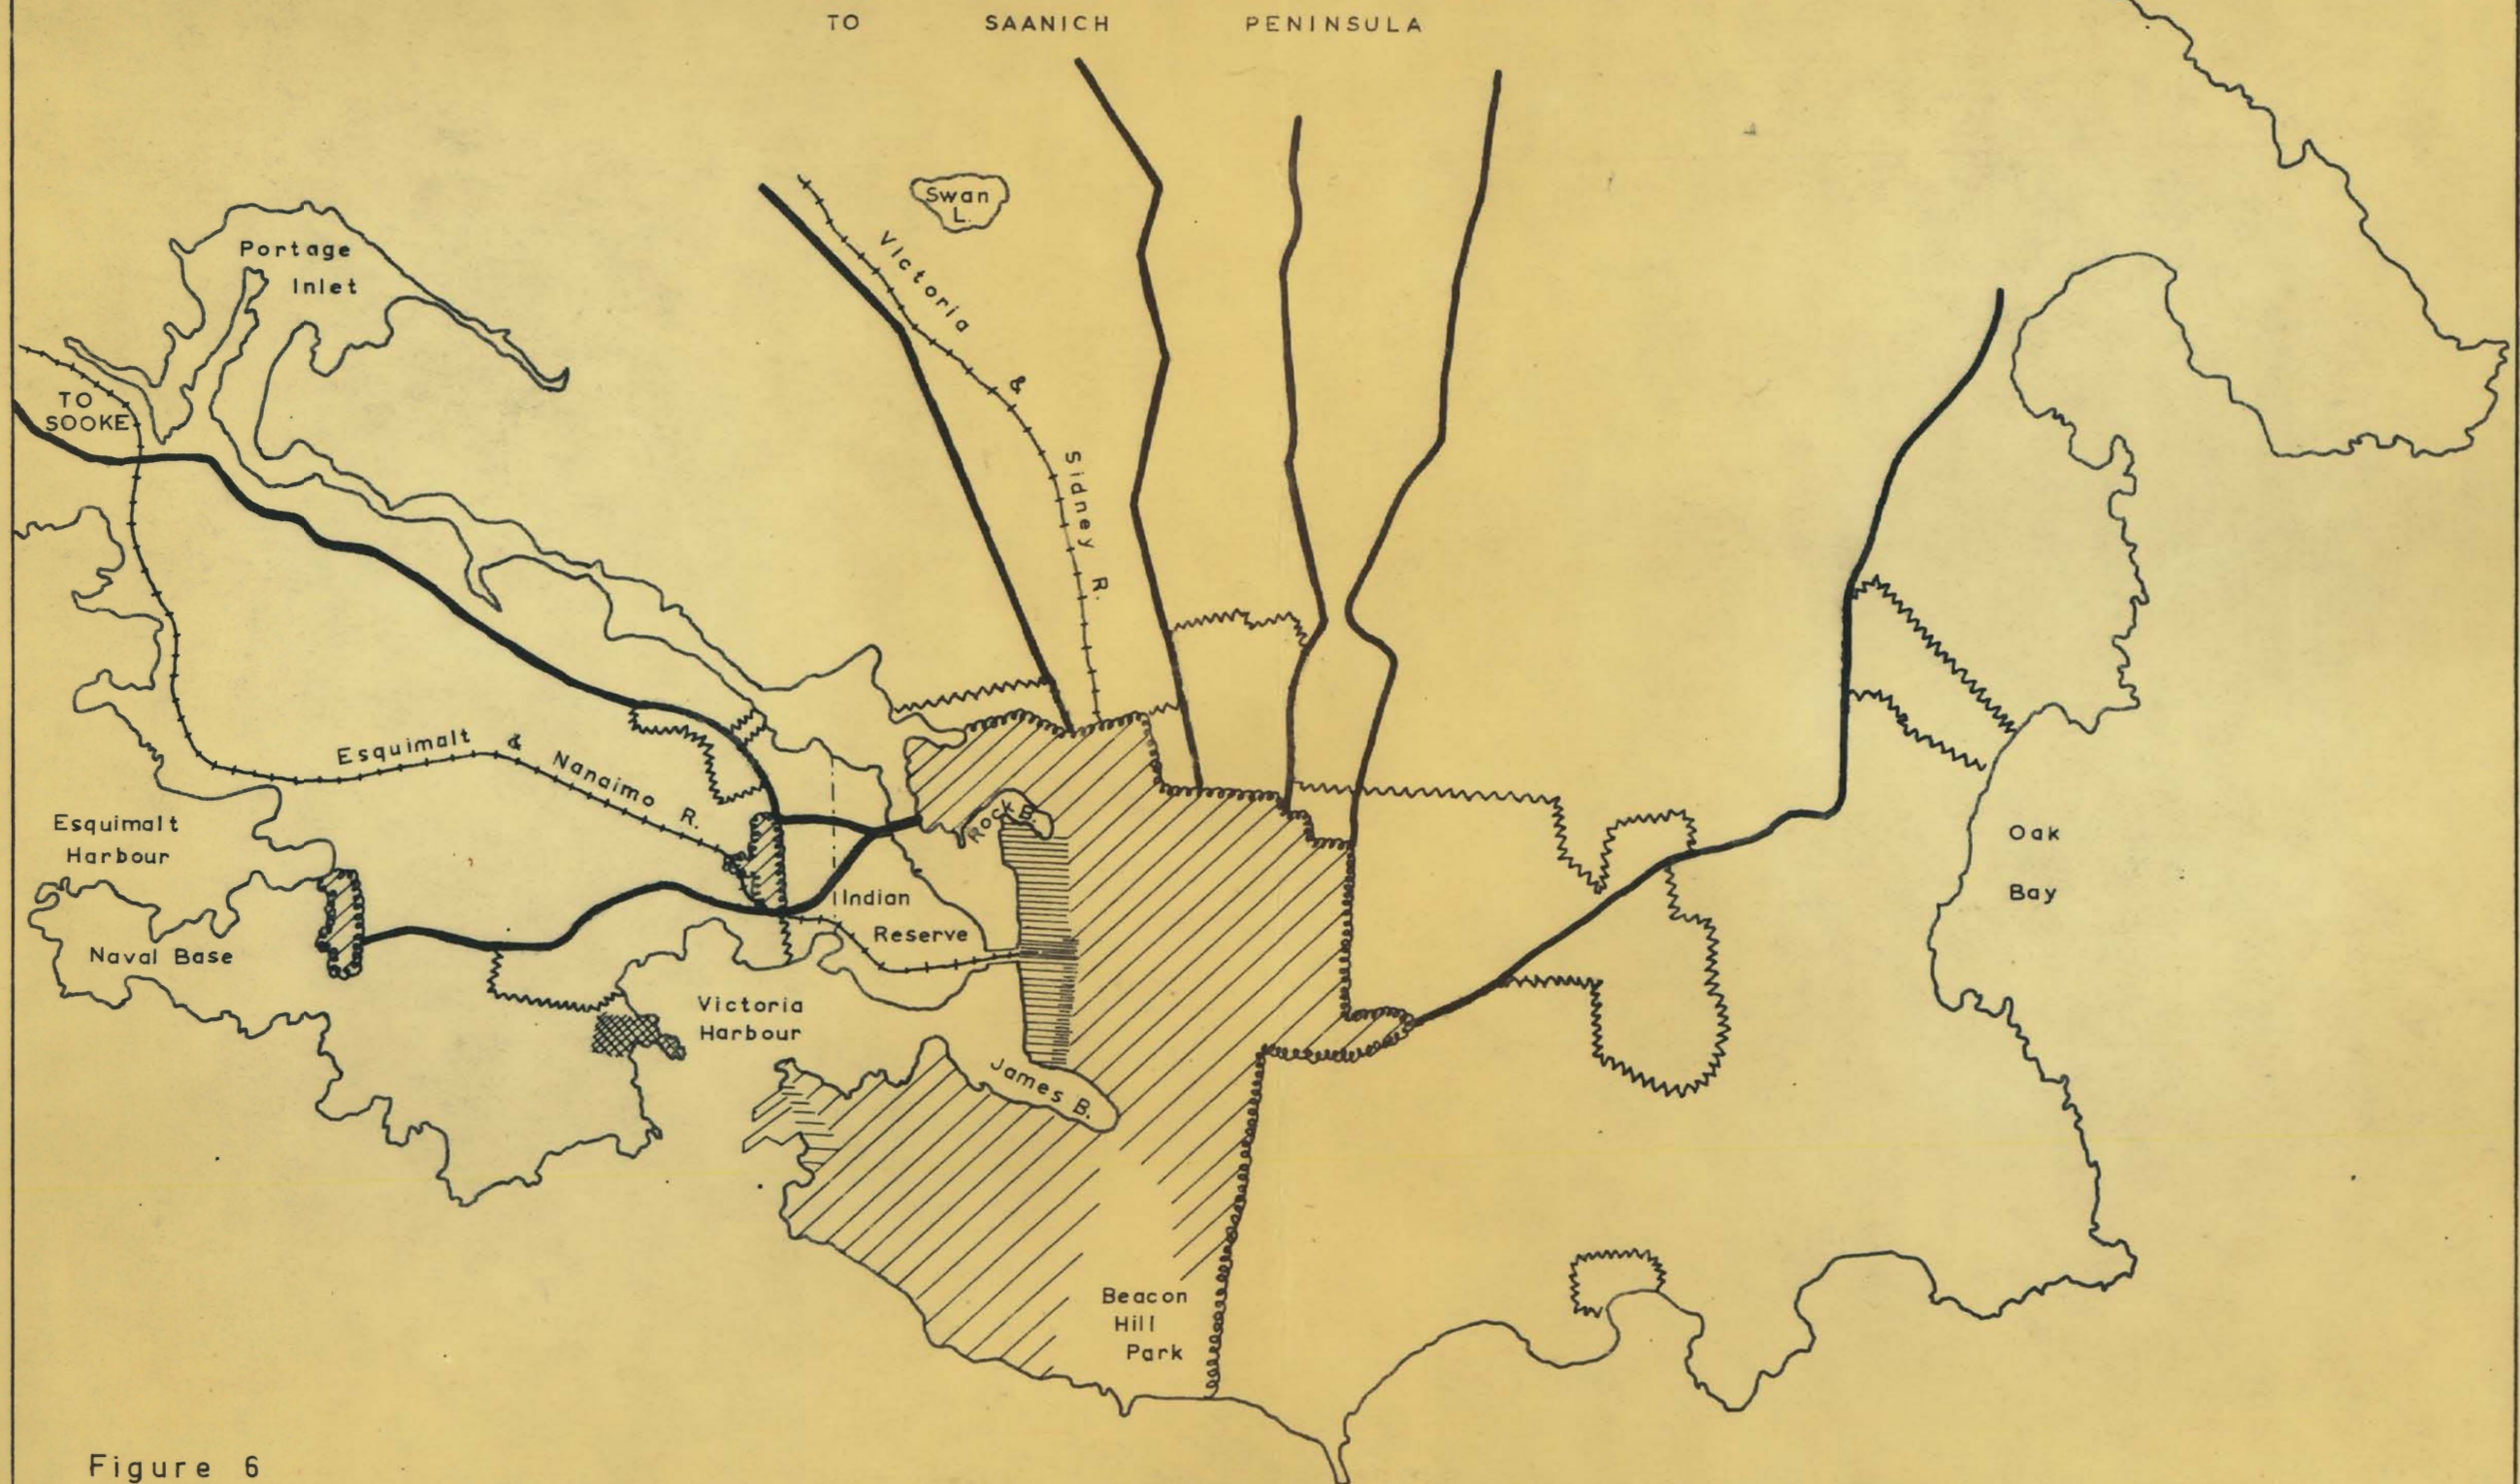 TO SAANICH PENINSULA
Swan
L.
Portage
Inlet
Victoria & Sidney R.
TO
SOOKE
Esquimalt & Nanaimo R.
Esquimalt
Harbour
Rock B.
Oak
Bay
Indian
Reserve
Naval Base
Victoria
Harbour
James B.
Beacon
Hill
Park
Figure 6